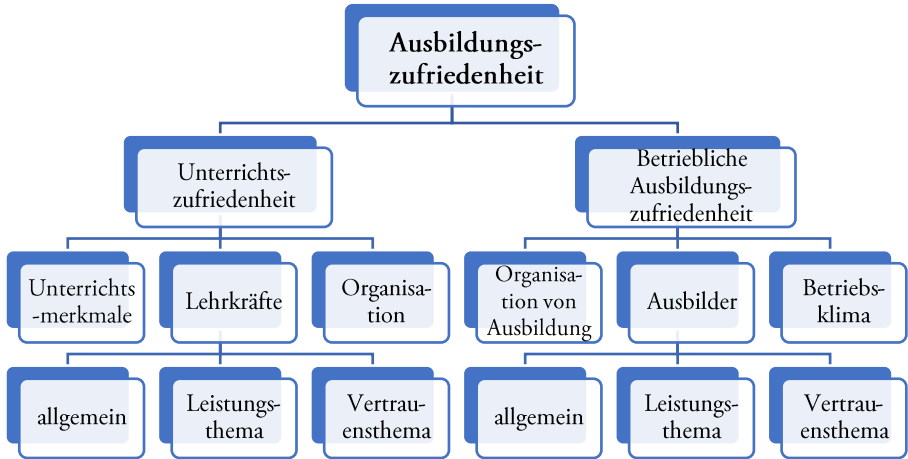 Ausbildungs-
zufriedenheit
Unterrichts-
zufriedenheit
Betriebliche
Ausbildungs-
zufriedenheit
Unterrichts
-merkmale
Lehrkräfte
Organisa-
tion
Organisa-
tion von
Ausbildung
Ausbilder
Betriebs-
klima
allgemein
Leistungs-
thema
Vertrau-
ensthema
allgemein
Leistungs-
thema
Vertrau-
ensthema